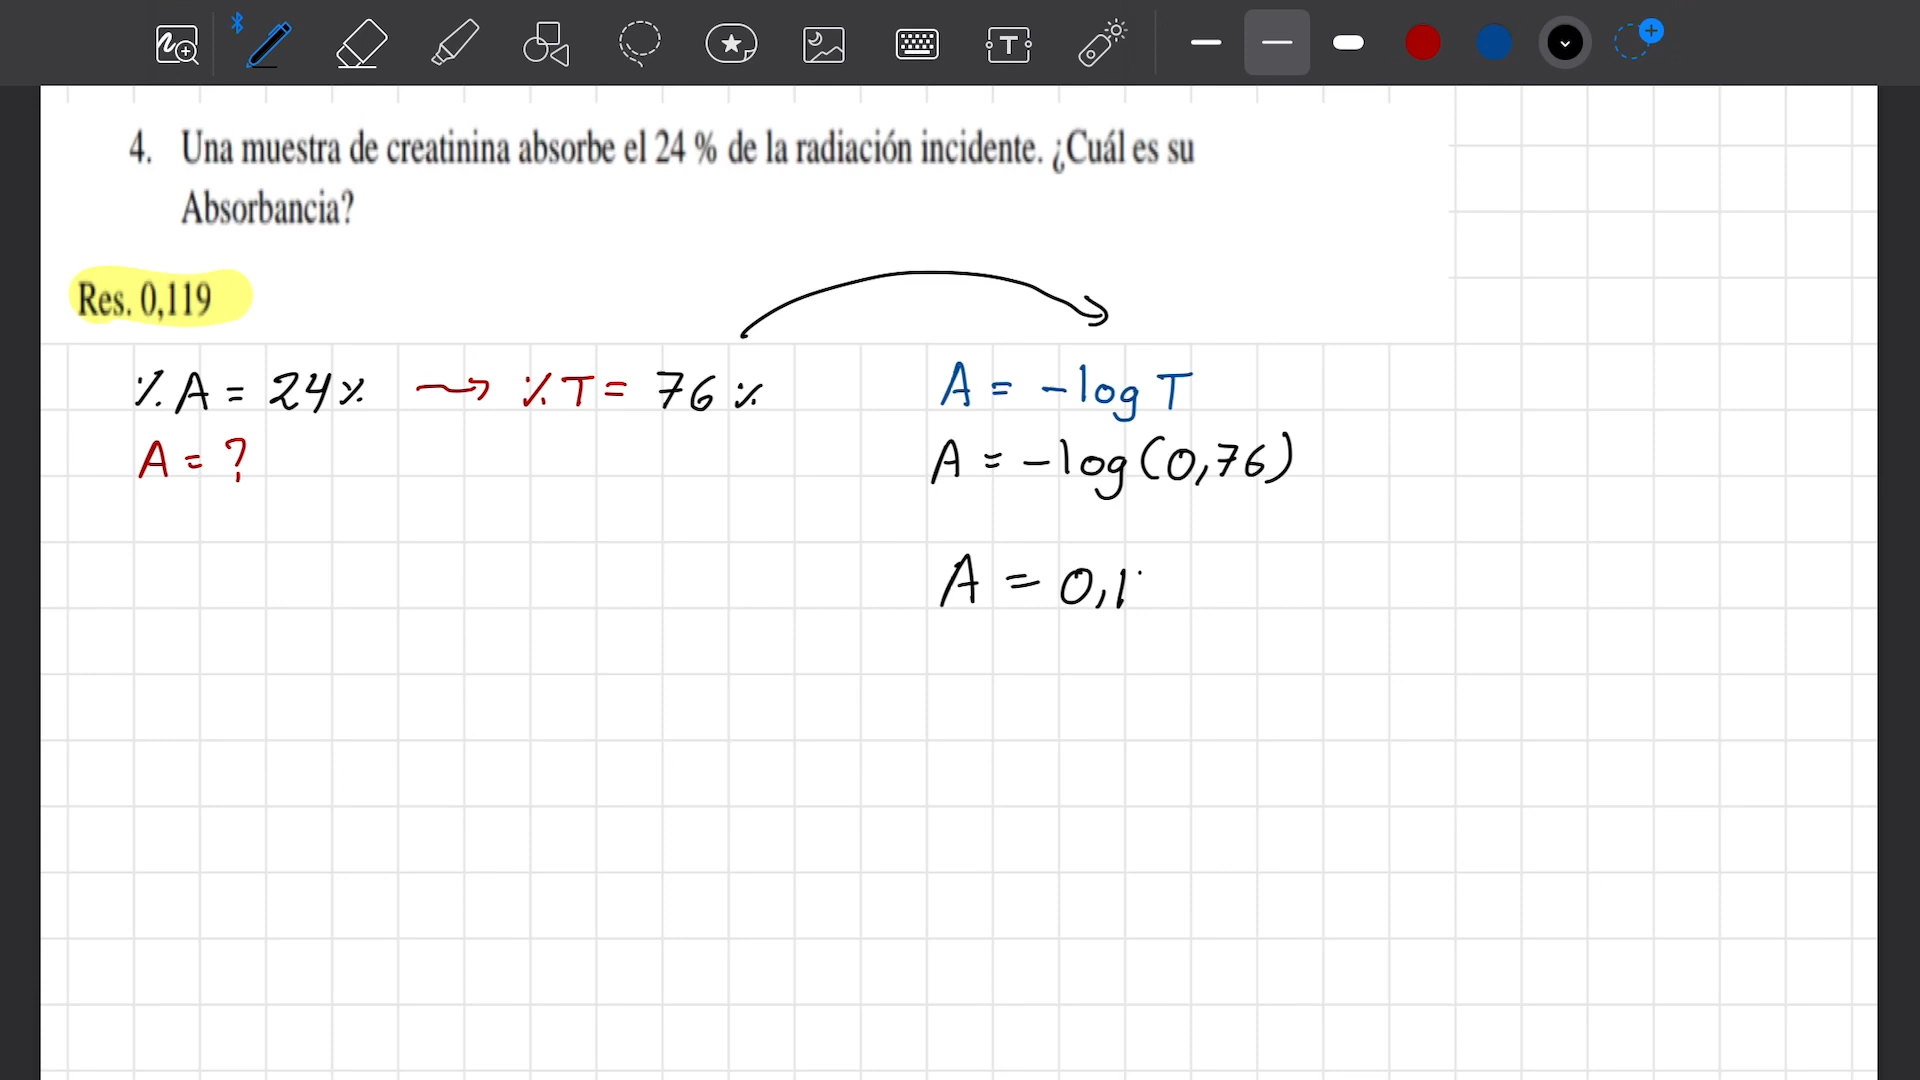 4. Una muestra de creatinina absorbe el 24 % de la radiación incidente. ¿Cuál es su
Absorbancia?
Res. 0,119
% A = 24% → % T = 76 %
A = ?
A = -log T
A = -log(0,76)
A = 0,1